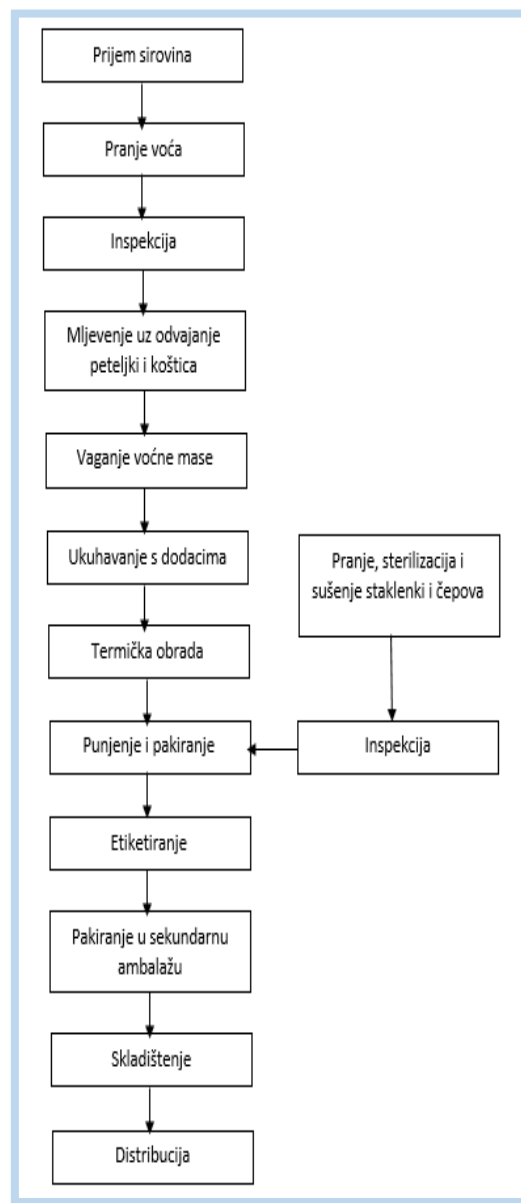 Prijem sirovina
Pranje voća
Inspekcija
Mljevenje uz odvajanje
peteljki i koštica
Vaganje voćne mase
Ukuhavanje s dodacima
Pranje, sterilizacija i
sušenje staklenki i čepova
Termička obrada
Punjenje i pakiranje
Inspekcija
Etiketiranje
Pakiranje u sekundarnu
ambalažu
Skladištenje
Distribucija